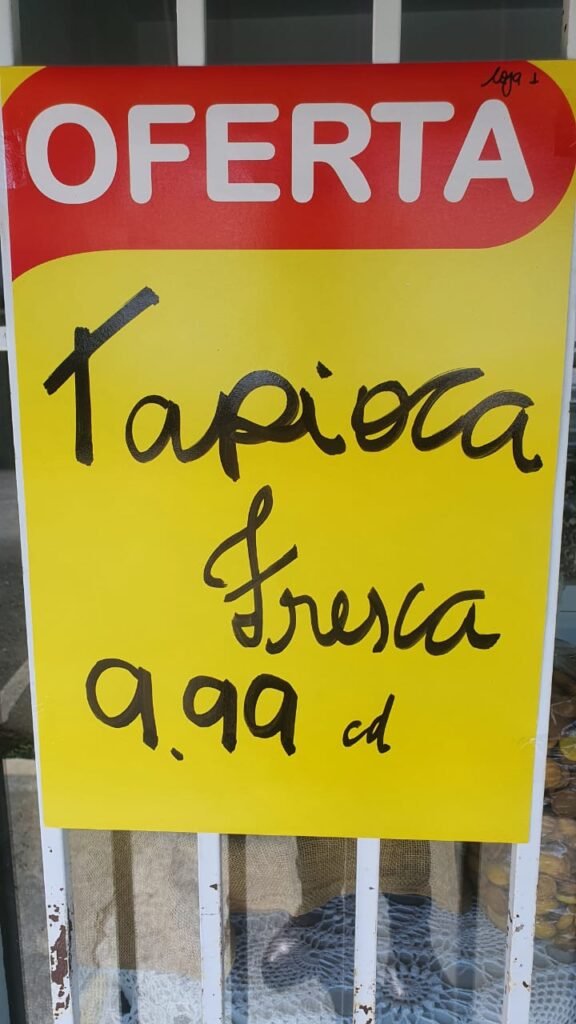 loja 1
OFERTA
Tapioca
Fresca
9.99 cd